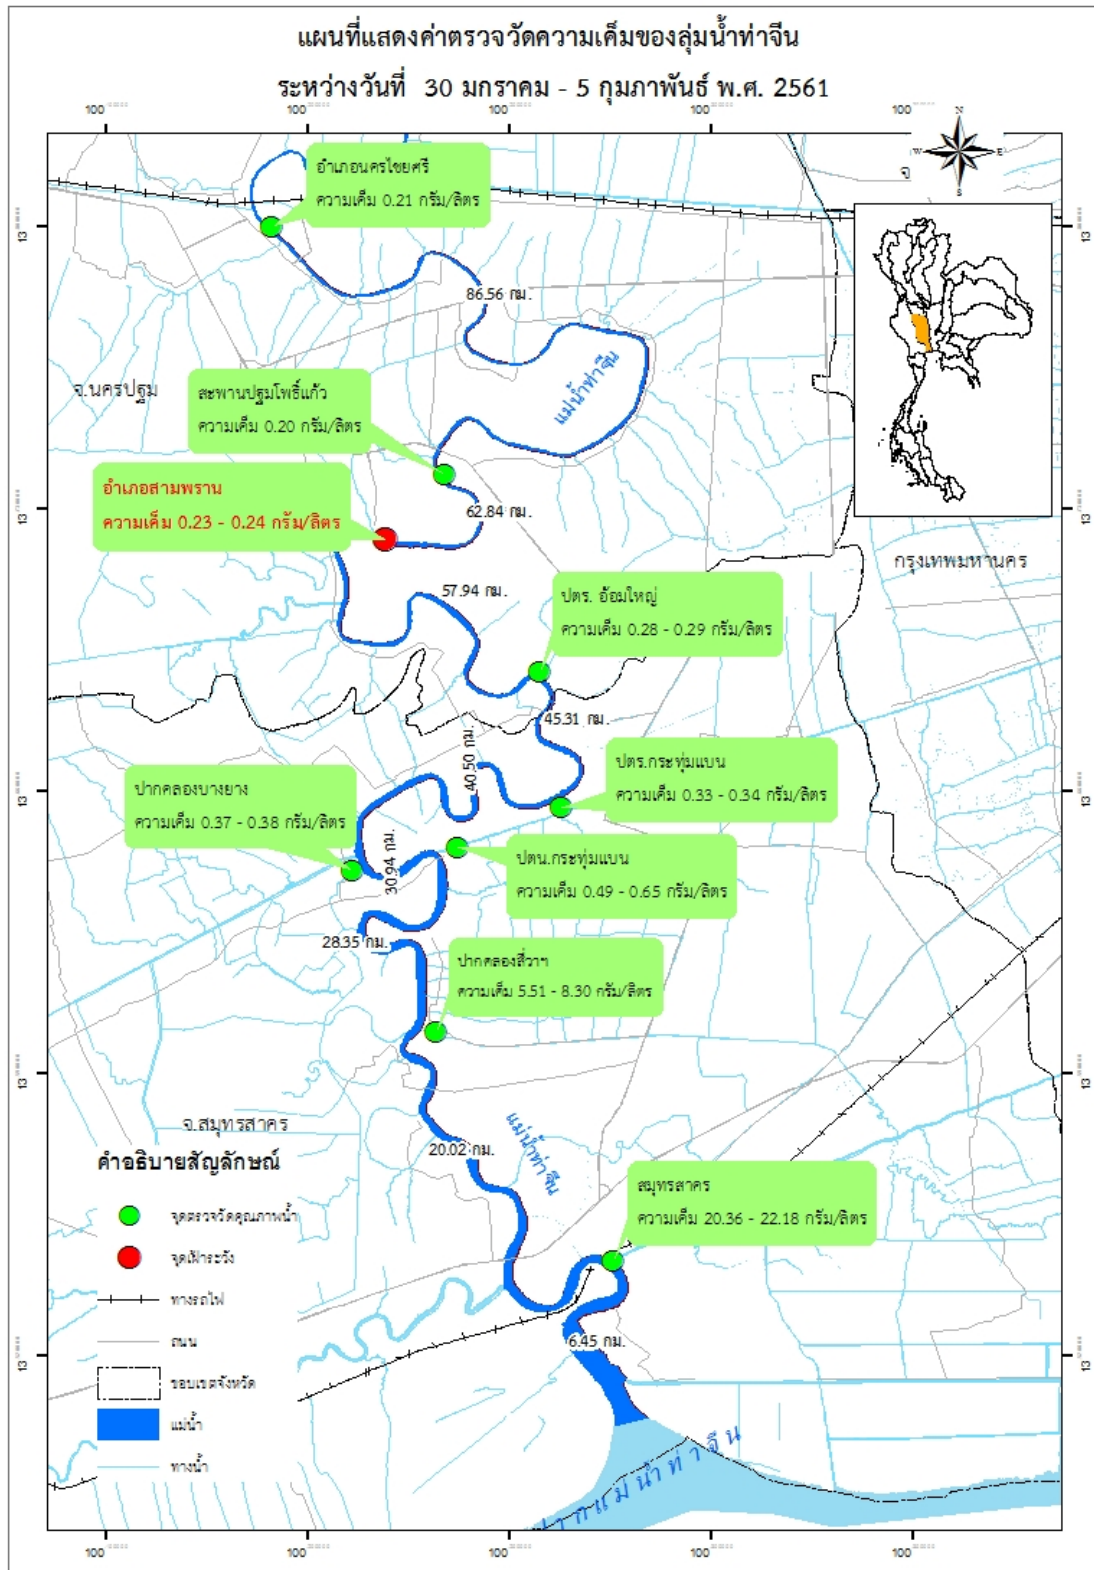 แผนที่แสดงค่าตรวจวัดความเค็มของลุ่มน้ำท่าจีน
ระหว่างวันที่ 30 มกราคม - 5 กุมภาพันธ์ พ.ศ. 2561
N
W
E
S
จ
อำเภอนครไชยศรี
ความเค็ม 0.21 กรัม/ลิตร
86.56 กม.
แม่น้ำท่าจีน
จ.นครปฐม
สะพานปฐมโพธิ์แก้ว
ความเค็ม 0.20 กรัม/ลิตร
อำเภอสามพราน
ความเค็ม 0.23 - 0.24 กรัม/ลิตร
62.84 กม.
กรุงเทพมหานคร
57.94 กม.
ปตร. อ้อมใหญ่
ความเค็ม 0.28 - 0.29 กรัม/ลิตร
45.31 กม.
40.50 กม.
ปตร.กระทุ่มแบน
ความเค็ม 0.33 - 0.34 กรัม/ลิตร
ปากคลองบางยาง
ความเค็ม 0.37 - 0.38 กรัม/ลิตร
30.94 กม.
ปตน.กระทุ่มแบน
ความเค็ม 0.49 - 0.65 กรัม/ลิตร
28.35 กม.
ปากคลองสี่วาฯ
ความเค็ม 5.51 - 8.30 กรัม/ลิตร
จ.สมุทรสาคร
20.02 กม.
แม่น้ำท่าจีน
สมุทรสาคร
ความเค็ม 20.36 - 22.18 กรัม/ลิตร
6.45 กม.
คำอธิบายสัญลักษณ์
จุดตรวจวัดคุณภาพน้ำ
จุดเฝ้าระวัง
ทางรถไฟ
ถนน
ขอบเขตจังหวัด
แม่น้ำ
ทางน้ำ
ปากแม่น้ำท่าจีน